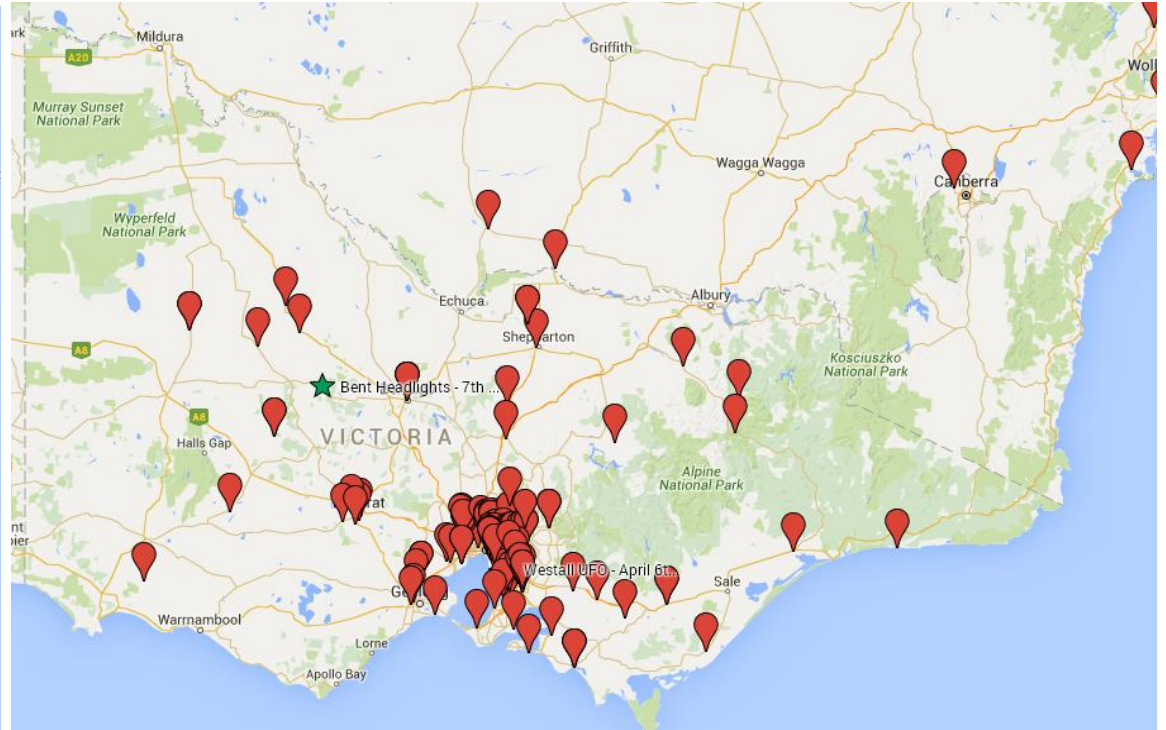 Mildura
A20
Griffith
Murray Sunset
National Park
Wagga Wagga
Canberra
Wyperfeld
National Park
Echuca
Albury
Kosciuszko
National Park
A8
Bent Headlights - 7th ...
A8
Halls Gap
VICTORIA
Alpine
National Park
Westall UFO - April 6t...
Sale
Warrnambool
Lorne
Apollo Bay